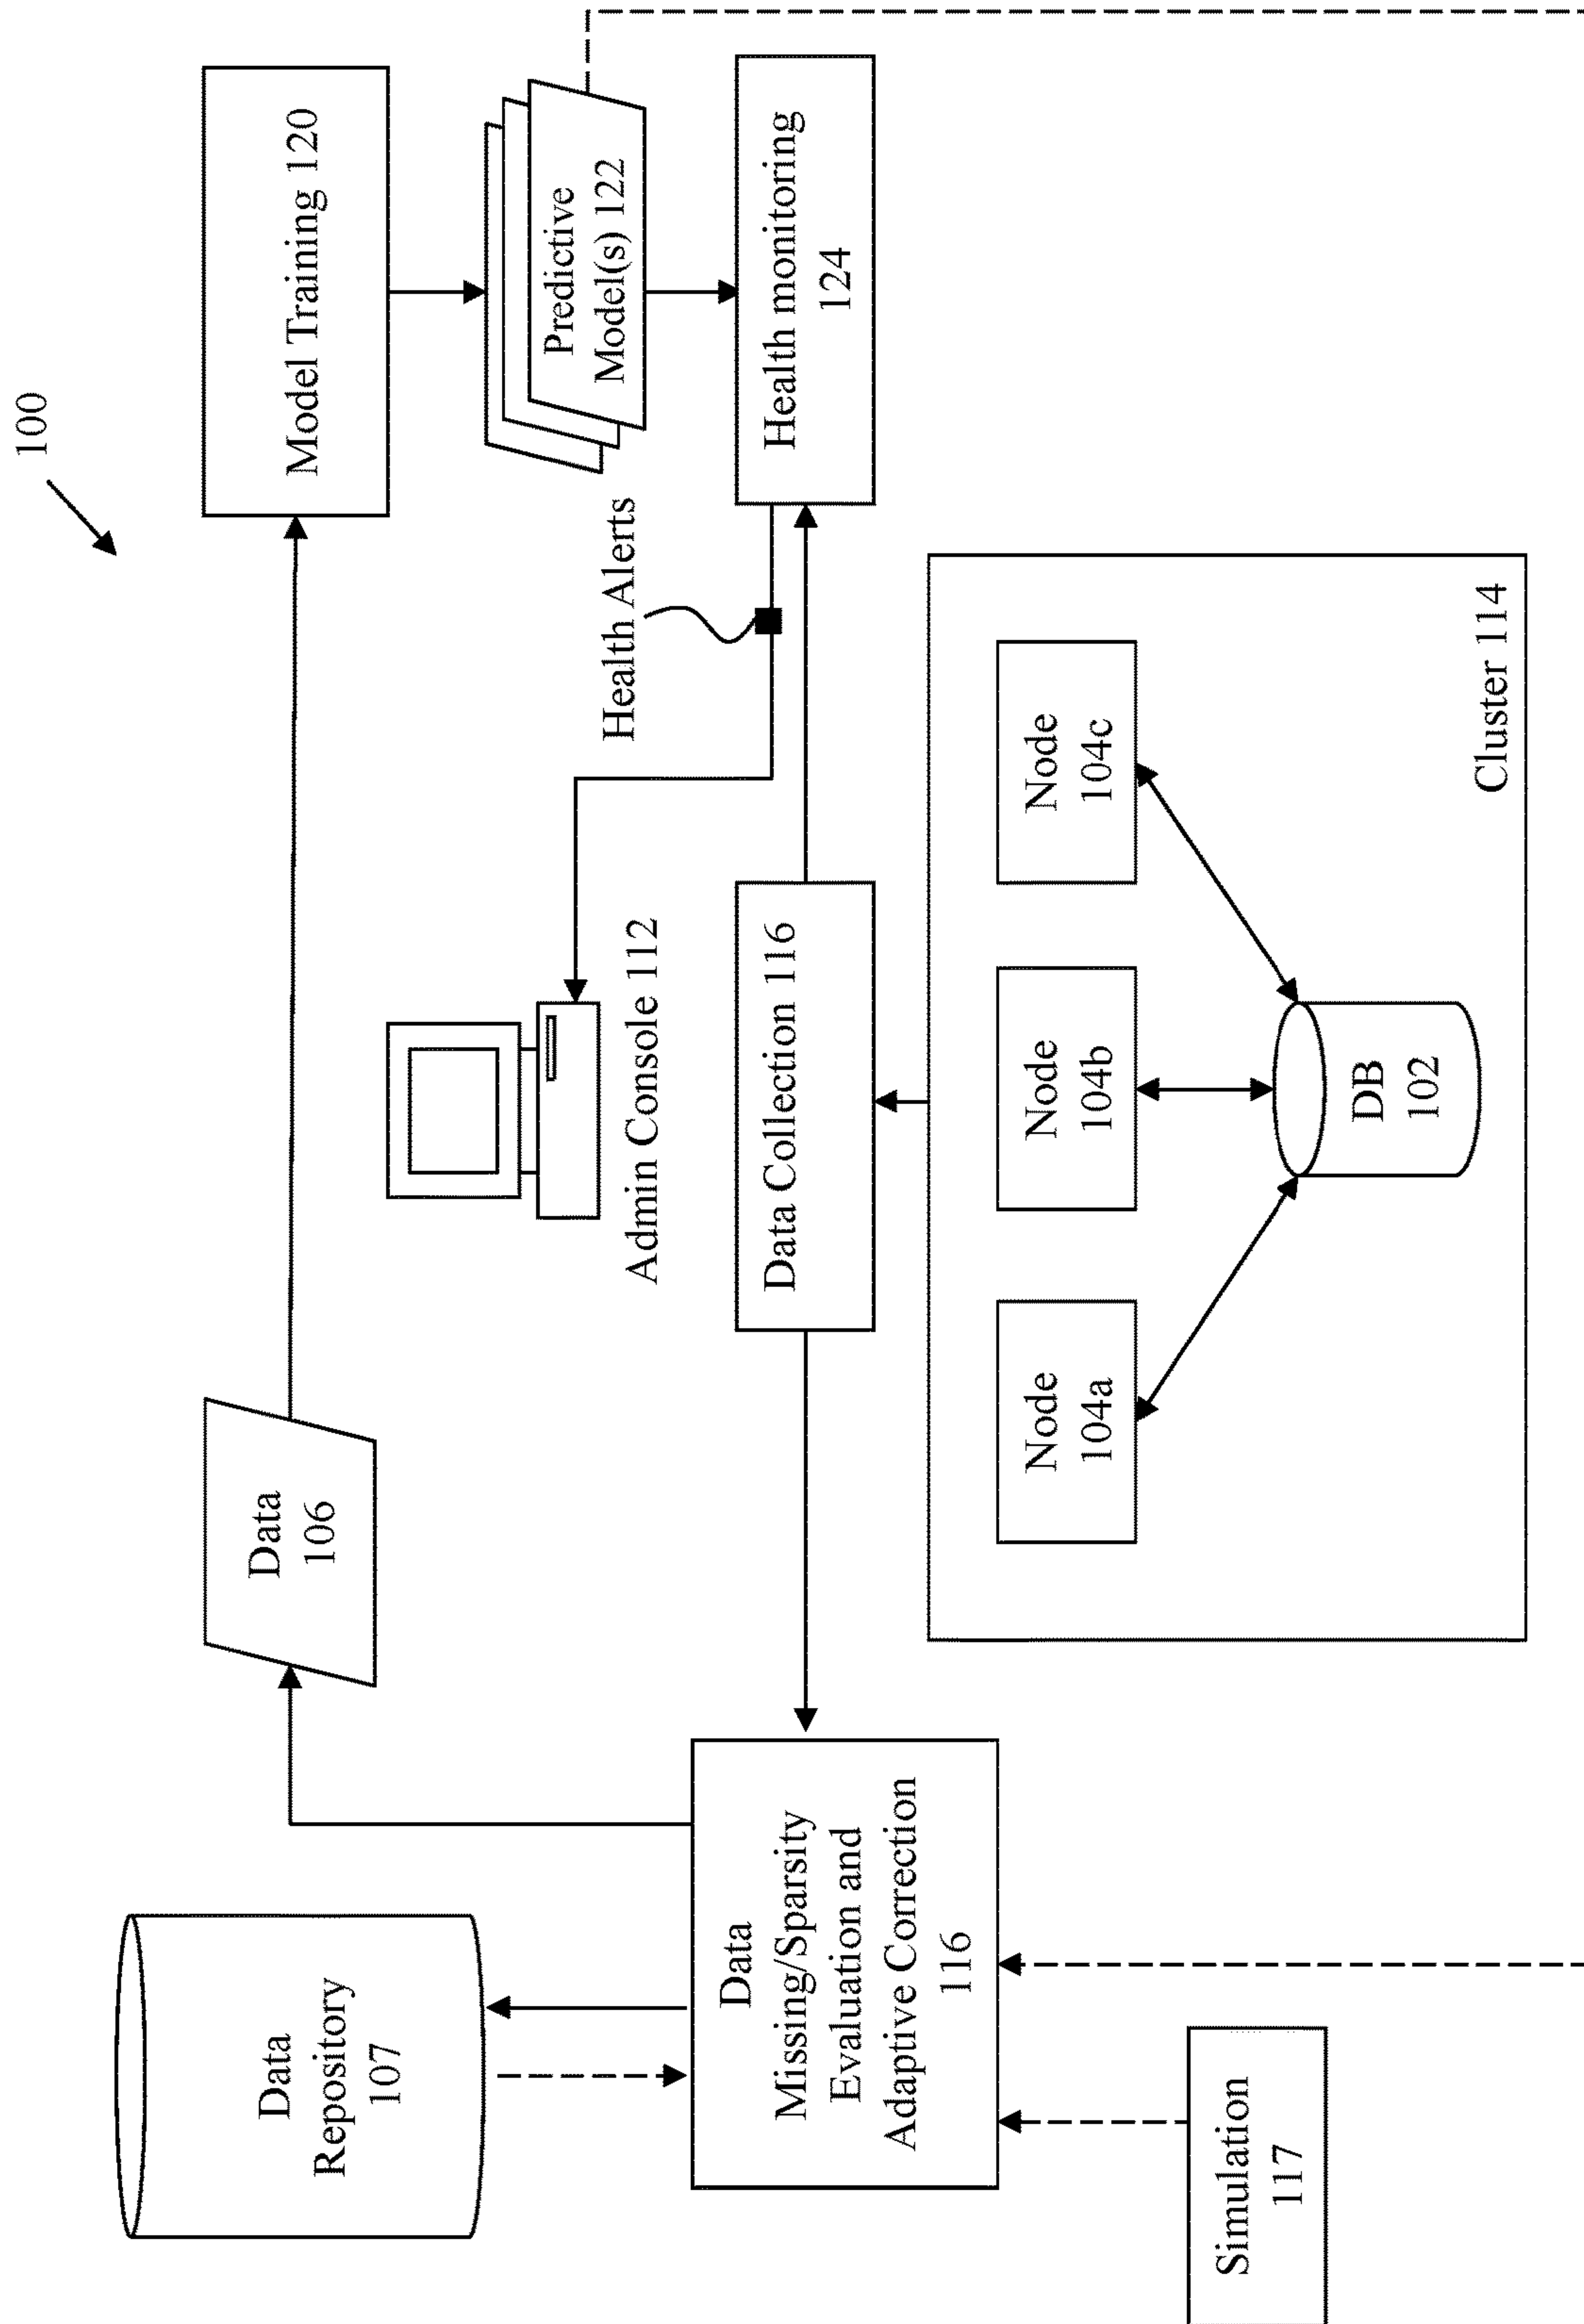 100
Data
Repository
107
Data
106
Model Training 120
Predictive
Model(s) 122
Admin Console 112
Health Alerts
Data
Missing/Sparsity
Evaluation and
Adaptive Correction
116
Data Collection 116
Health monitoring
124
Simulation
117
Node
104a
Node
104b
Node
104c
DB
102
Cluster 114